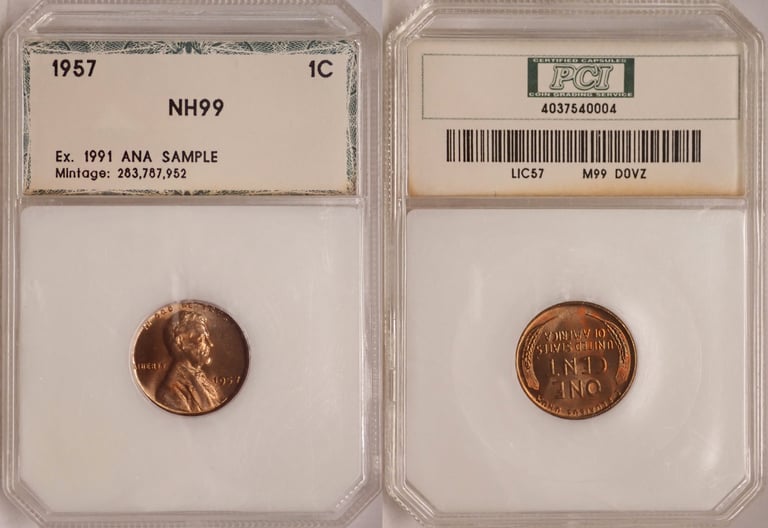 1957 1C
NH99
Ex. 1991 ANA SAMPLE
Mintage: 283,787,952
LIBERTY
1957
CERTIFIED CAPSULES
PCI
COIN GRADING SERVICE
4037540004
LIC57 M99 D0VZ
ONE
CENT
UNITED STATES
OF AMERICA